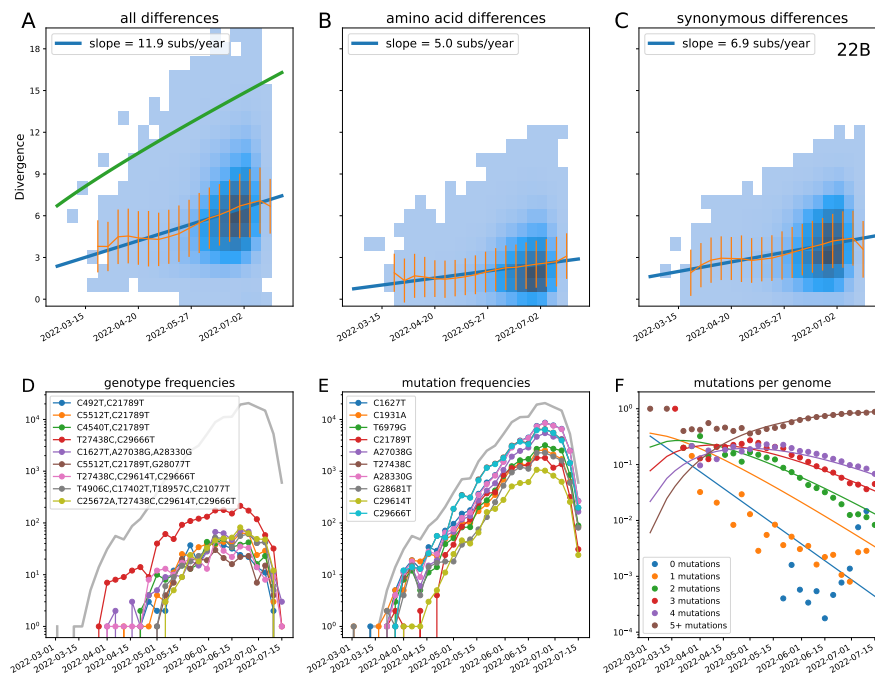 A all differences
B amino acid differences
C synonymous differences
slope = 11.9 subs/year
slope = 5.0 subs/year
slope = 6.9 subs/year
22B
Divergence
18
15
12
9
6
3
0
2022-03-15
2022-04-20
2022-05-27
2022-07-02
2022-03-15
2022-04-20
2022-05-27
2022-07-02
2022-03-15
2022-04-20
2022-05-27
2022-07-02
D genotype frequencies
C492T,C21789T
C5512T,C21789T
C4540T,C21789T
T27438C,C29666T
C1627T,A27038G,A28330G
C5512T,C21789T,G28077T
T27438C,C29614T,C29666T
T4906C,C17402T,T18957C,C21077T
C25672A,T27438C,C29614T,C29666T
10⁴
10³
10²
10¹
10⁰
2022-03-01
2022-03-15
2022-04-01
2022-04-15
2022-05-01
2022-05-15
2022-06-01
2022-06-15
2022-07-01
2022-07-15
E mutation frequencies
C1627T
C1931A
T6979G
C21789T
A27038G
T27438C
A28330G
G28681T
C29614T
C29666T
10⁴
10³
10²
10¹
10⁰
2022-03-01
2022-03-15
2022-04-01
2022-04-15
2022-05-01
2022-05-15
2022-06-01
2022-06-15
2022-07-01
2022-07-15
F mutations per genome
10⁰
10⁻¹
10⁻²
10⁻³
10⁻⁴
0 mutations
1 mutations
2 mutations
3 mutations
4 mutations
5+ mutations
2022-03-01
2022-03-15
2022-04-01
2022-04-15
2022-05-01
2022-05-15
2022-06-01
2022-06-15
2022-07-01
2022-07-15